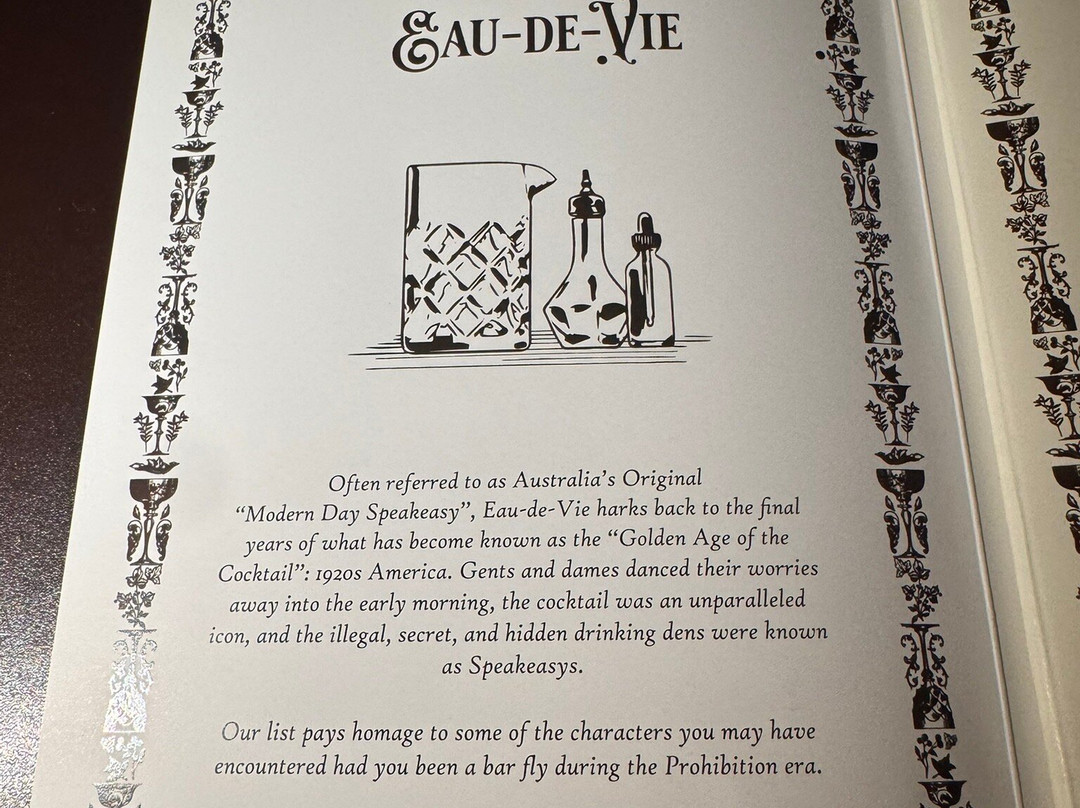 Eau-de-Vie
Often referred to as Australia's Original
“Modern Day Speakeasy”, Eau-de-Vie harks back to the final
years of what has become known as the “Golden Age of the
Cocktail”: 1920s America. Gents and dames danced their worries
away into the early morning, the cocktail was an unparalleled
icon, and the illegal, secret, and hidden drinking dens were known
as Speakeasys.
Our list pays homage to some of the characters you may have
encountered had you been a bar fly during the Prohibition era.